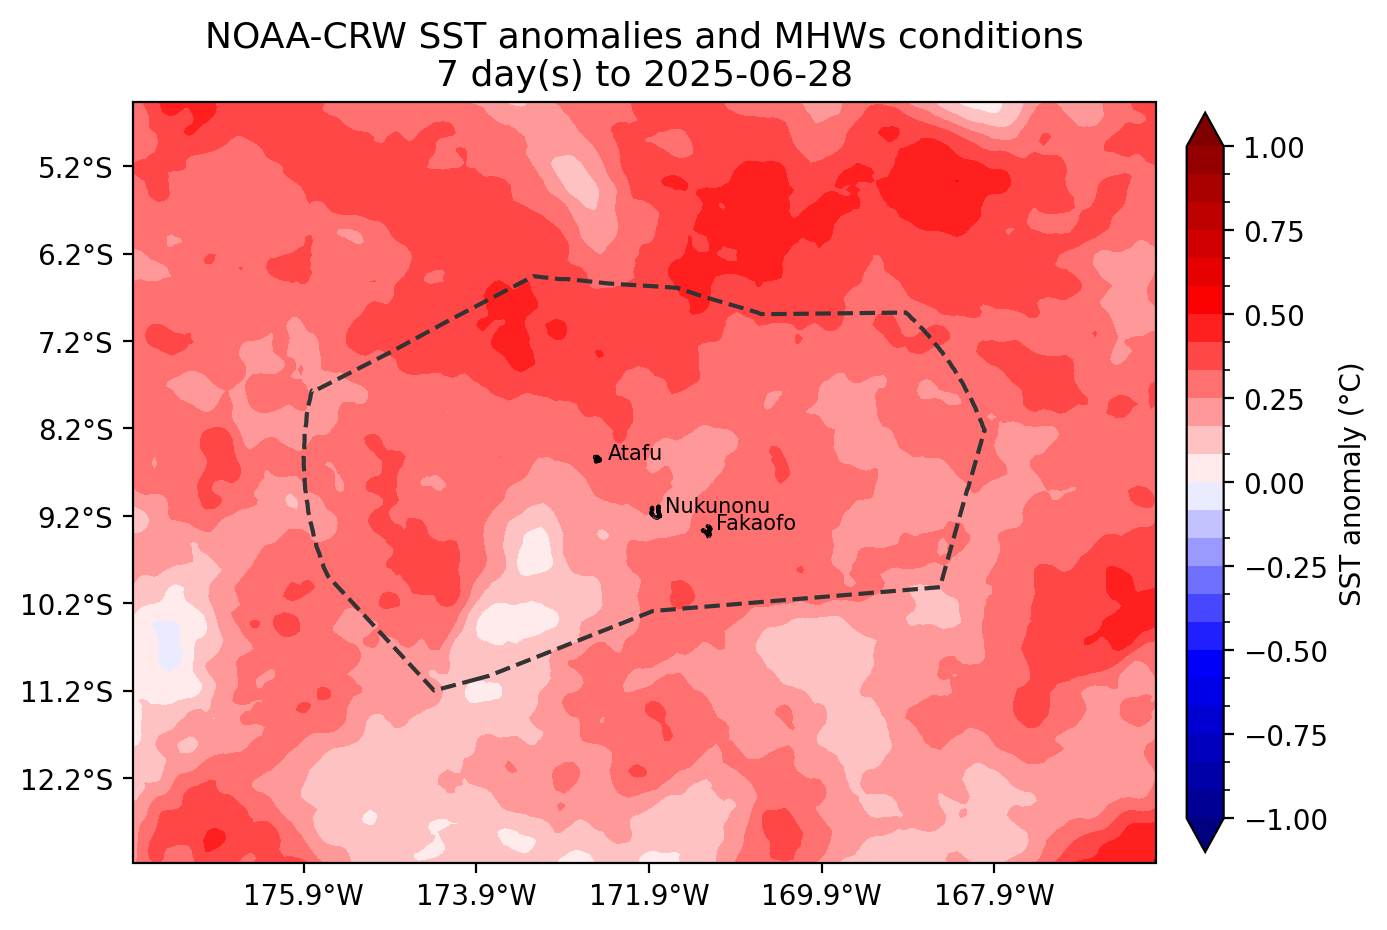 NOAA-CRW SST anomalies and MHWs conditions
7 day(s) to 2025-06-28
5.2°S
6.2°S
7.2°S
8.2°S
9.2°S
10.2°S
11.2°S
12.2°S
Atafu
Nukunonu
Fakaofo
175.9°W
173.9°W
171.9°W
169.9°W
167.9°W
1.00
0.75
0.50
0.25
0.00
−0.25
−0.50
−0.75
−1.00
SST anomaly (°C)